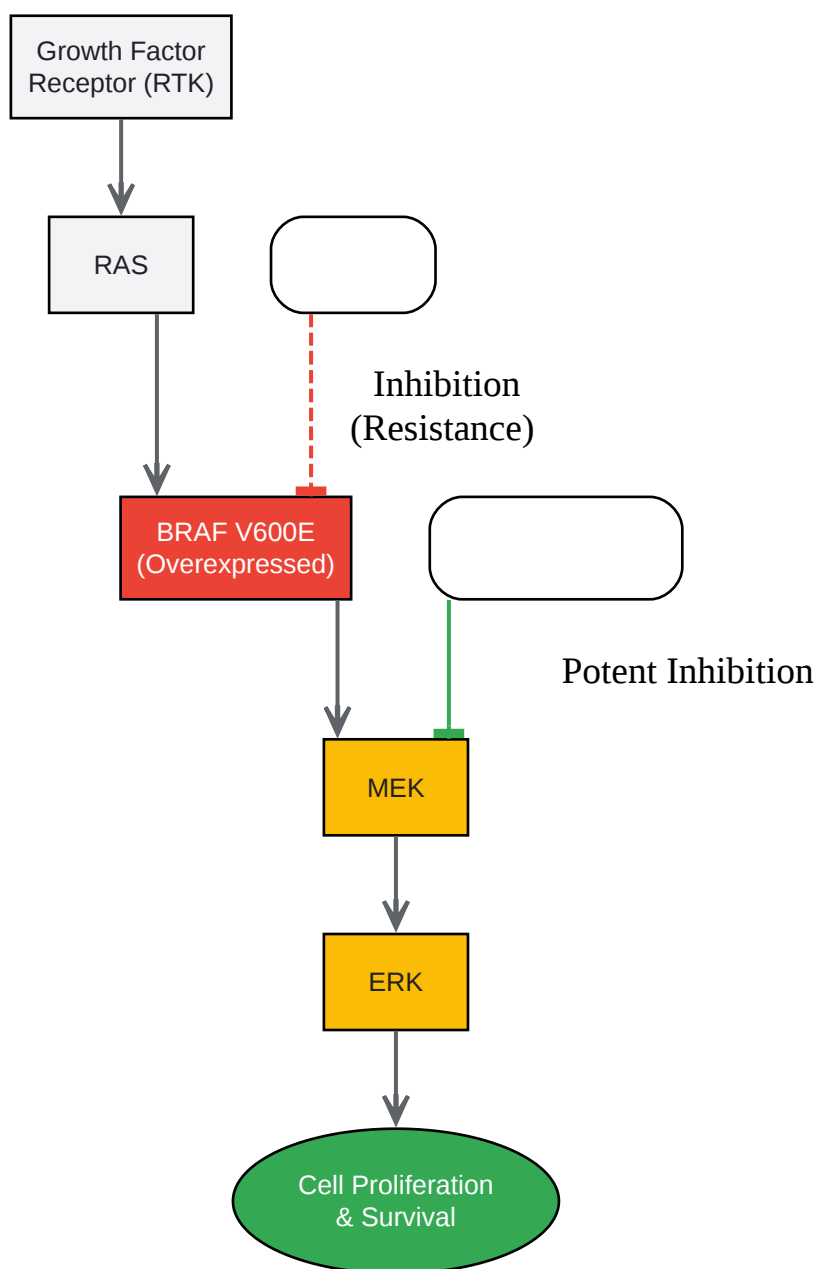 Growth Factor
Receptor (RTK)
RAS
Inhibition
(Resistance)
BRAF V600E
(Overexpressed)
Potent Inhibition
MEK
ERK
Cell Proliferation
& Survival